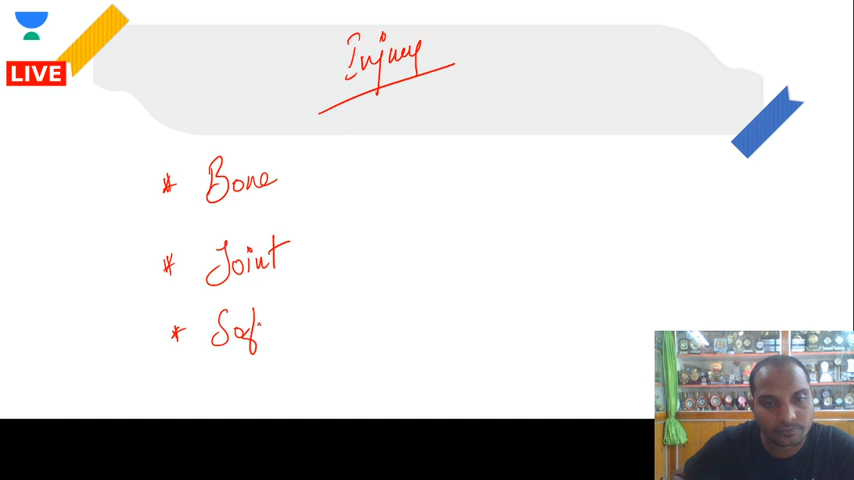 LIVE
Injury
* Bone
* Joint
* Sof